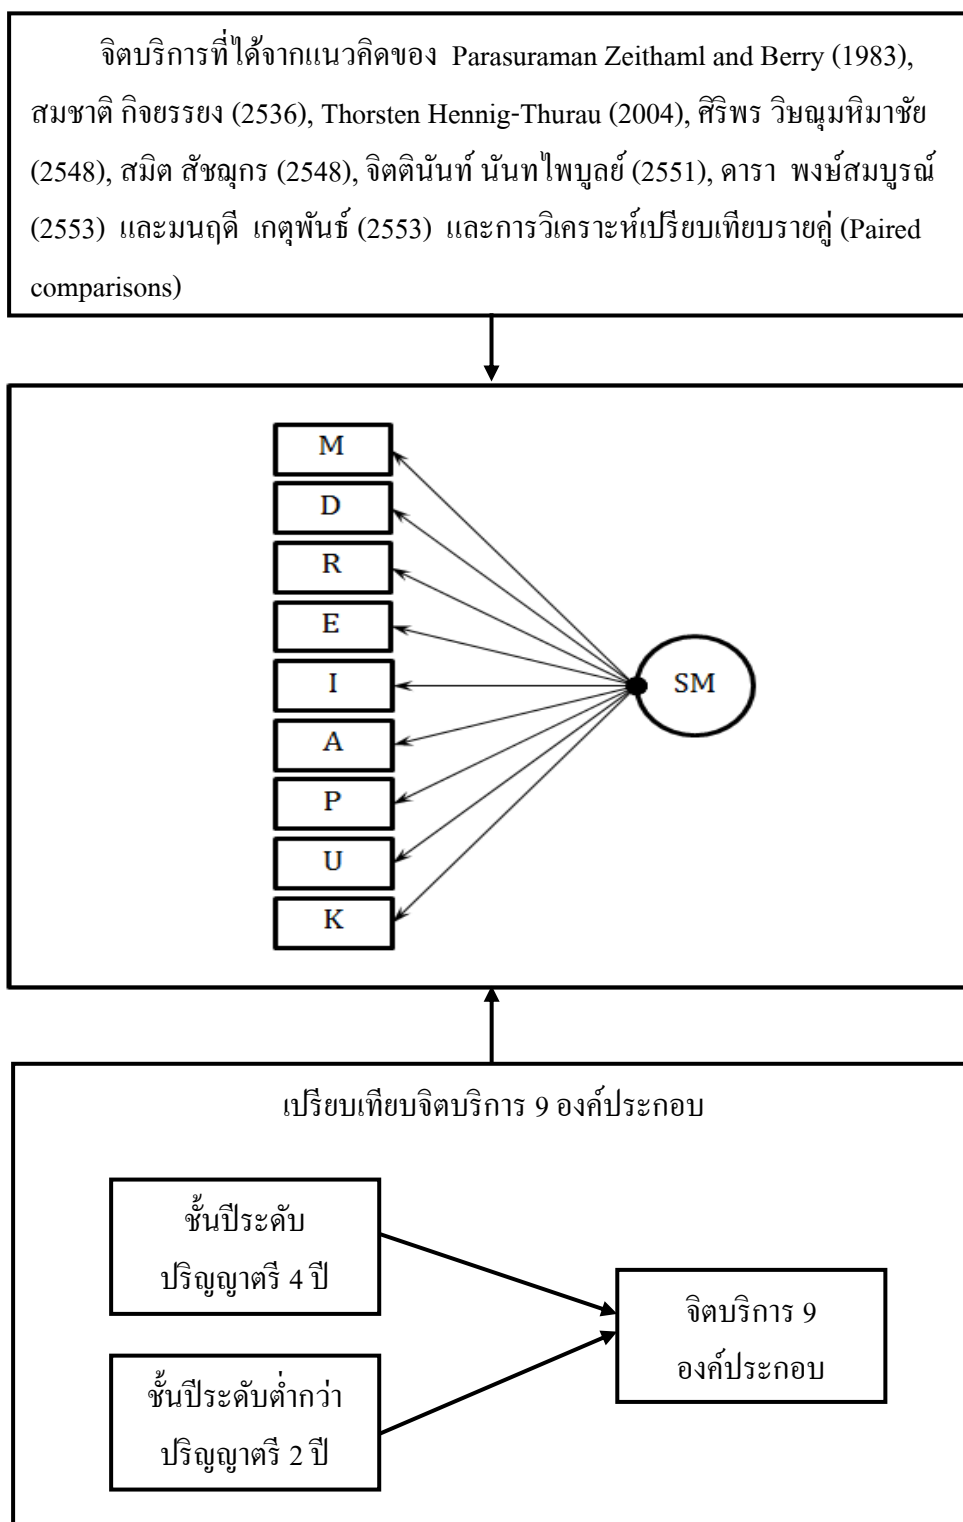 จิตบริการที่ได้จากแนวคิดของ Parasuraman Zeithaml and Berry (1983),
สมชาติ กิจยรรยง (2536), Thorsten Hennig-Thurau (2004), ศิริพร วิษณุมหิมาชัย
(2548), สมิต สัชฌุกร (2548), จิตตินันท์ นันทไพบูลย์ (2551), ดารา พงษ์สมบูรณ์
(2553) และมนฤดี เกตุพันธ์ (2553) และการวิเคราะห์เปรียบเทียบรายคู่ (Paired
comparisons)
M
D
R
E
I
A
P
U
K
SM
เปรียบเทียบจิตบริการ 9 องค์ประกอบ
ชั้นปีระดับ
ปริญญาตรี 4 ปี
ชั้นปีระดับต่ำกว่า
ปริญญาตรี 2 ปี
จิตบริการ 9
องค์ประกอบ